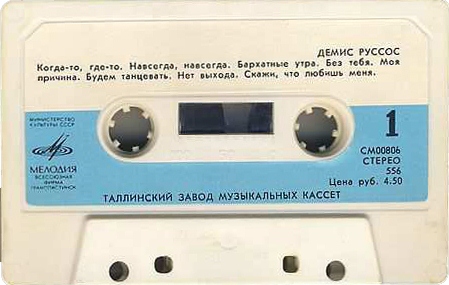 ДЕМИС РУССОС
Когда-то, где-то. Навсегда, навсегда. Бархатные утра. Без тебя. Моя
причина. Будем танцевать. Нет выхода. Скажи, что любишь меня.
МИНИСТЕРСТВО
КУЛЬТУРЫ СССР
МЕЛОДИЯ
ВСЕСОЮЗНАЯ
ФИРМА
ГРАМПЛАСТИНОК
1
СМ00806
СТЕРЕО
556
Цена руб. 4.50
ТАЛЛИНСКИЙ ЗАВОД МУЗЫКАЛЬНЫХ КАССЕТ